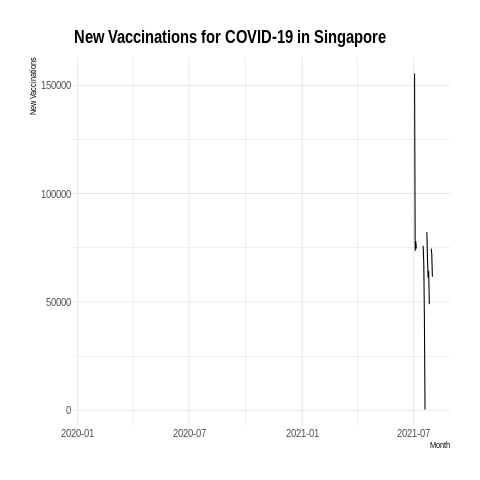 New Vaccinations for COVID-19 in Singapore
New Vaccinations
150000
100000
50000
0
2020-01 2020-07 2021-01 2021-07
Month